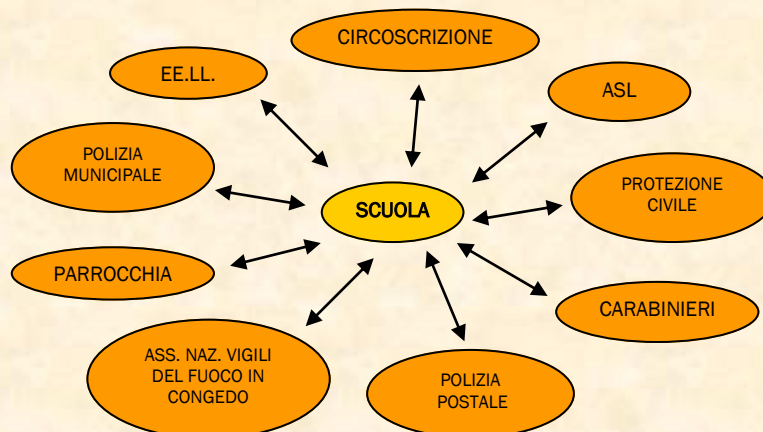 CIRCOSCRIZIONE
EE.LL.
ASL
POLIZIA
MUNICIPALE
PROTEZIONE
CIVILE
SCUOLA
PARROCCHIA
CARABINIERI
ASS. NAZ. VIGILI
DEL FUOCO IN
CONGEDO
POLIZIA
POSTALE